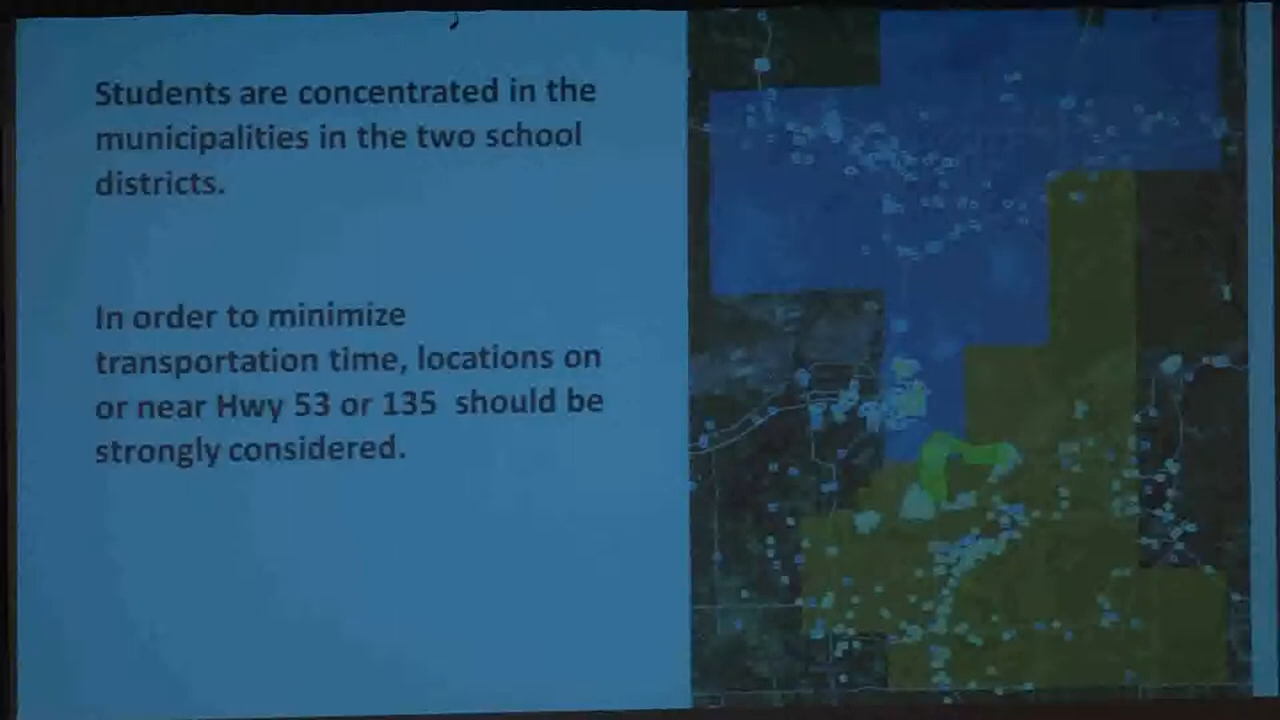 Students are concentrated in the
municipalities in the two school
districts.
In order to minimize
transportation time, locations on
or near Hwy 53 or 135 should be
strongly considered.